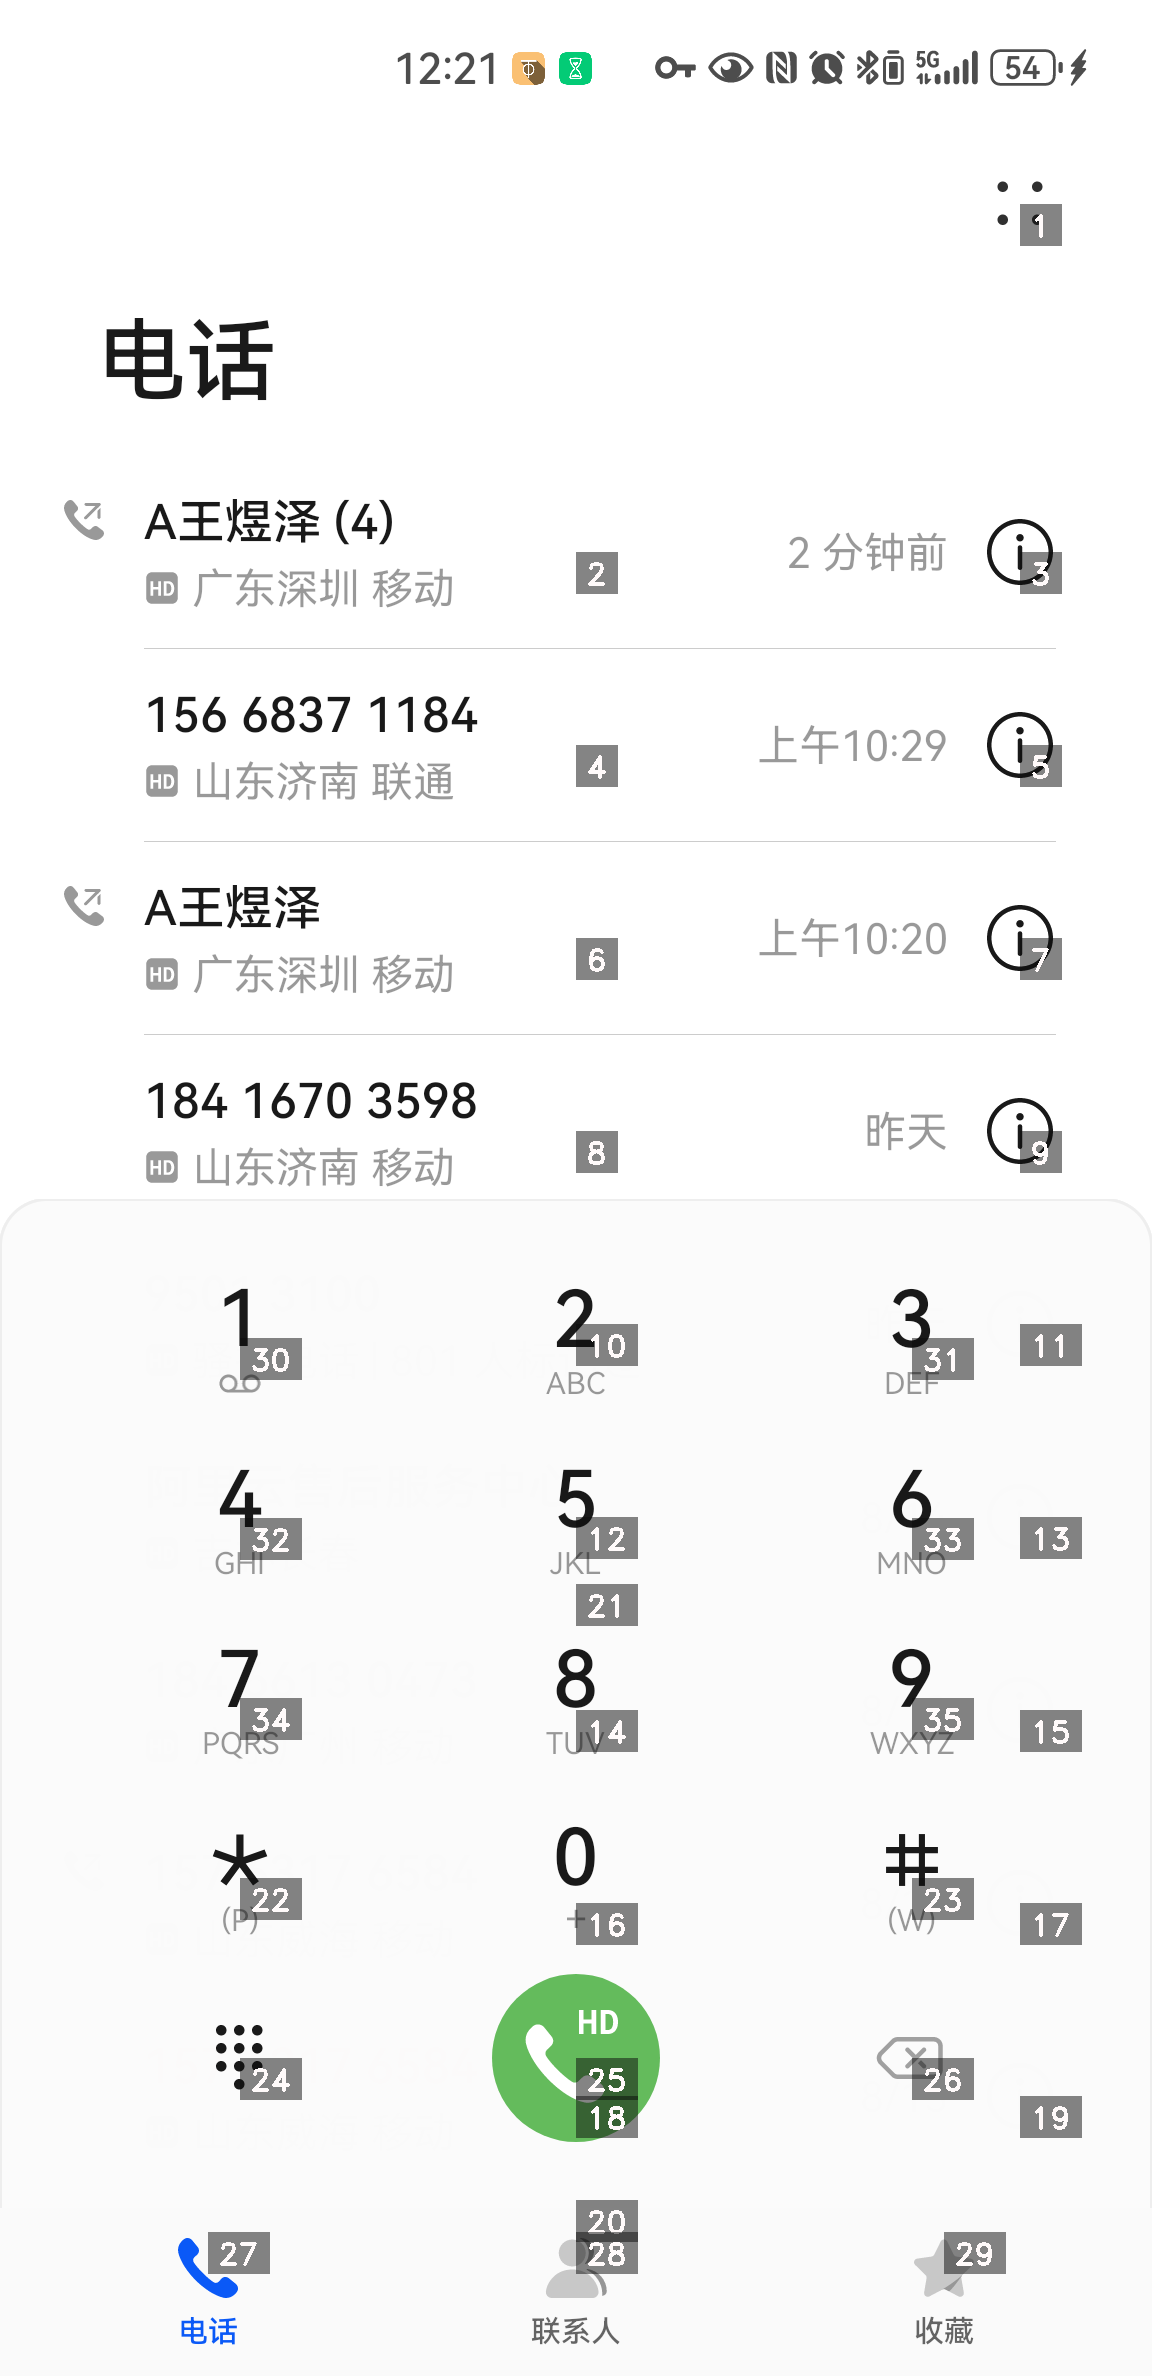 12:21 5G 54
1
电话
A王煜泽 (4)
HD 广东深圳 移动
2
2 分钟前
3
156 6837 1184
HD 山东济南 联通
4
上午10:29
5
A王煜泽
HD 广东深圳 移动
6
上午10:20
7
184 1670 3598
HD 山东济南 移动
8
昨天
9
1 2 3
30 10 31 11
ABC DEF
4 5 6
32 12 33 13
GHI JKL MNO
21
7 8 9
34 14 35 15
PQRS TUV WXYZ
* 0 #
22 16 23 17
(P) + (W)
HD
24 25 26
18 19
20
27 28 29
电话 联系人 收藏